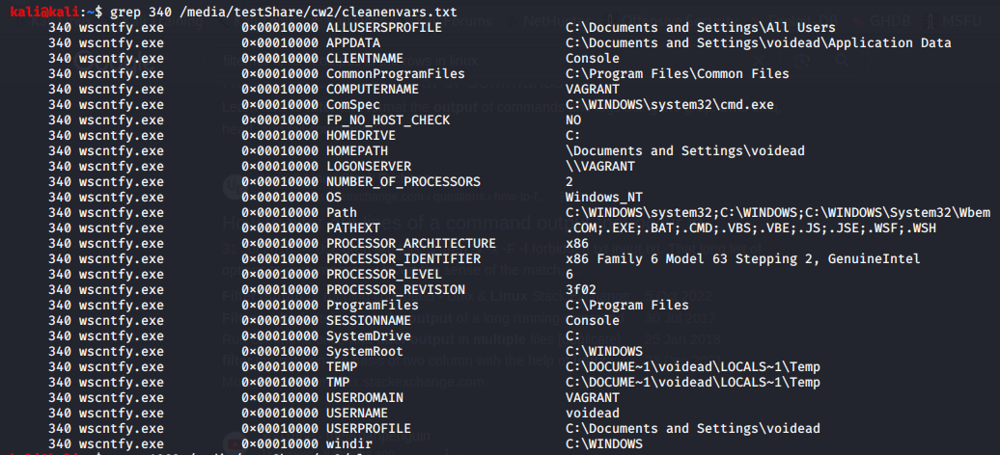 kali@kali:~$ grep 340 /media/testShare/cw2/cleanenvars.txt
340 wscntfy.exe 0×00010000 ALLUSERSPROFILE C:\Documents and Settings\All Users
340 wscntfy.exe 0×00010000 APPDATA C:\Documents and Settings\voidead\Application Data
340 wscntfy.exe 0×00010000 CLIENTNAME Console
340 wscntfy.exe 0×00010000 CommonProgramFiles C:\Program Files\Common Files
340 wscntfy.exe 0×00010000 COMPUTERNAME VAGRANT
340 wscntfy.exe 0×00010000 ComSpec C:\WINDOWS\system32\cmd.exe
340 wscntfy.exe 0×00010000 FP_NO_HOST_CHECK NO
340 wscntfy.exe 0×00010000 HOMEDRIVE C:
340 wscntfy.exe 0×00010000 HOMEPATH \Documents and Settings\voidead
340 wscntfy.exe 0×00010000 LOGONSERVER \\VAGRANT
340 wscntfy.exe 0×00010000 NUMBER_OF_PROCESSORS 2
340 wscntfy.exe 0×00010000 OS Windows_NT
340 wscntfy.exe 0×00010000 Path C:\WINDOWS\system32;C:\WINDOWS;C:\WINDOWS\System32\Wbem
340 wscntfy.exe 0×00010000 PATHEXT .COM;.EXE;.BAT;.CMD;.VBS;.VBE;.JS;.JSE;.WSF;.WSH
340 wscntfy.exe 0×00010000 PROCESSOR_ARCHITECTURE x86
340 wscntfy.exe 0×00010000 PROCESSOR_IDENTIFIER x86 Family 6 Model 63 Stepping 2, GenuineIntel
340 wscntfy.exe 0×00010000 PROCESSOR_LEVEL 6
340 wscntfy.exe 0×00010000 PROCESSOR_REVISION 3f02
340 wscntfy.exe 0×00010000 ProgramFiles C:\Program Files
340 wscntfy.exe 0×00010000 SESSIONNAME Console
340 wscntfy.exe 0×00010000 SystemDrive C:
340 wscntfy.exe 0×00010000 SystemRoot C:\WINDOWS
340 wscntfy.exe 0×00010000 TEMP C:\DOCUME~1\voidead\LOCALS~1\Temp
340 wscntfy.exe 0×00010000 TMP C:\DOCUME~1\voidead\LOCALS~1\Temp
340 wscntfy.exe 0×00010000 USERDOMAIN VAGRANT
340 wscntfy.exe 0×00010000 USERNAME voidead
340 wscntfy.exe 0×00010000 USERPROFILE C:\Documents and Settings\voidead
340 wscntfy.exe 0×00010000 windir C:\WINDOWS